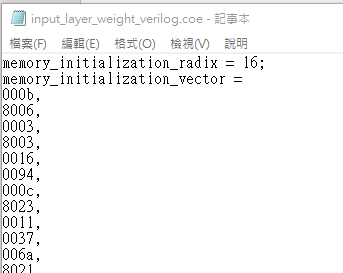 input_layer_weight_verilog.coe - 記事本
檔案(F) 編輯(E) 格式(O) 檢視(V) 說明
memory_initialization_radix = 16;
memory_initialization_vector =
000b,
8006,
0003,
8003,
0016,
0094,
000c,
8023,
0011,
0037,
006a,
8021